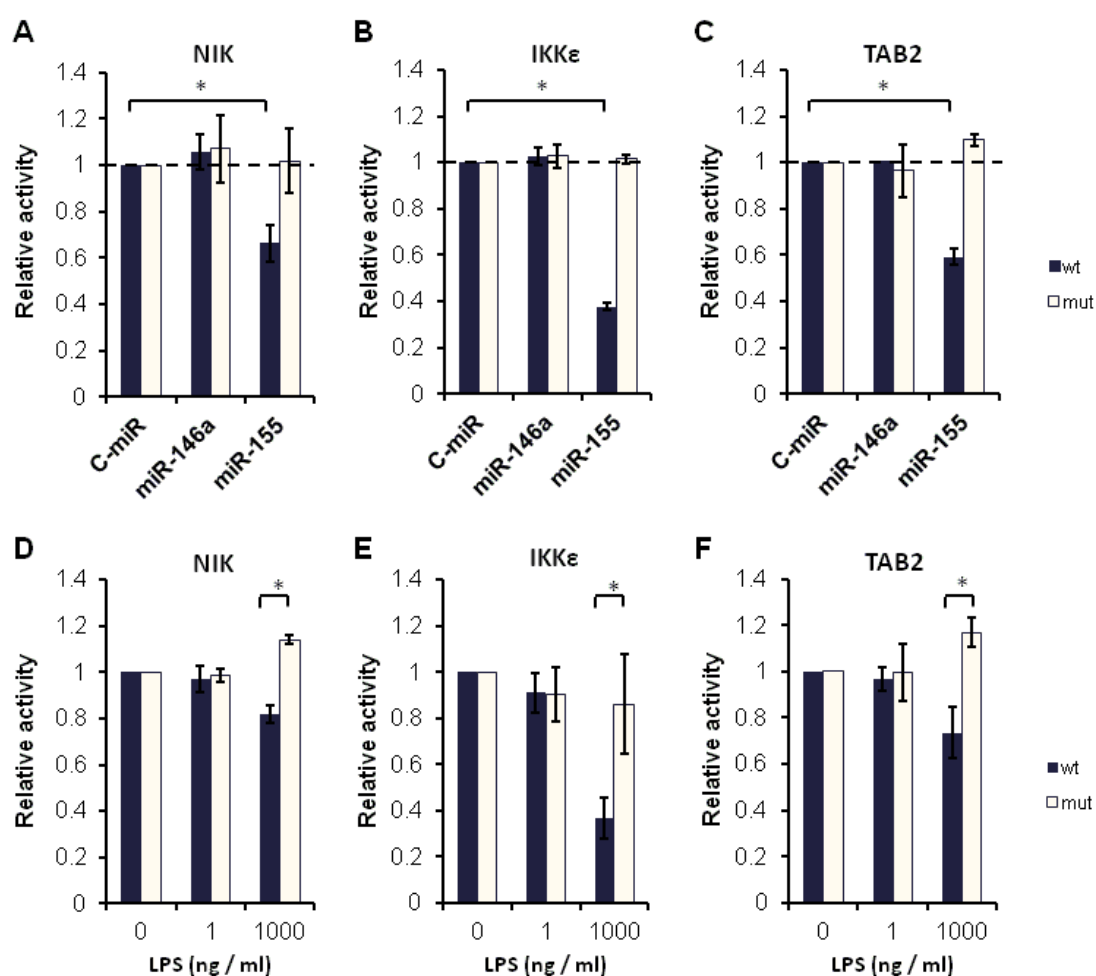 A
NIK
1.4
1.2
1
0.8
0.6
0.4
0.2
0
Relative activity
*
C-miR
miR-146a
miR-155
B
IKKε
1.4
1.2
1
0.8
0.6
0.4
0.2
0
Relative activity
*
C-miR
miR-146a
miR-155
C
TAB2
1.4
1.2
1
0.8
0.6
0.4
0.2
0
Relative activity
*
C-miR
miR-146a
miR-155
wt
mut
D
NIK
1.4
1.2
1
0.8
0.6
0.4
0.2
0
Relative activity
*
0 1 1000
LPS (ng / ml)
E
IKKε
1.4
1.2
1
0.8
0.6
0.4
0.2
0
Relative activity
*
0 1 1000
LPS (ng / ml)
F
TAB2
1.4
1.2
1
0.8
0.6
0.4
0.2
0
Relative activity
*
0 1 1000
LPS (ng / ml)
wt
mut